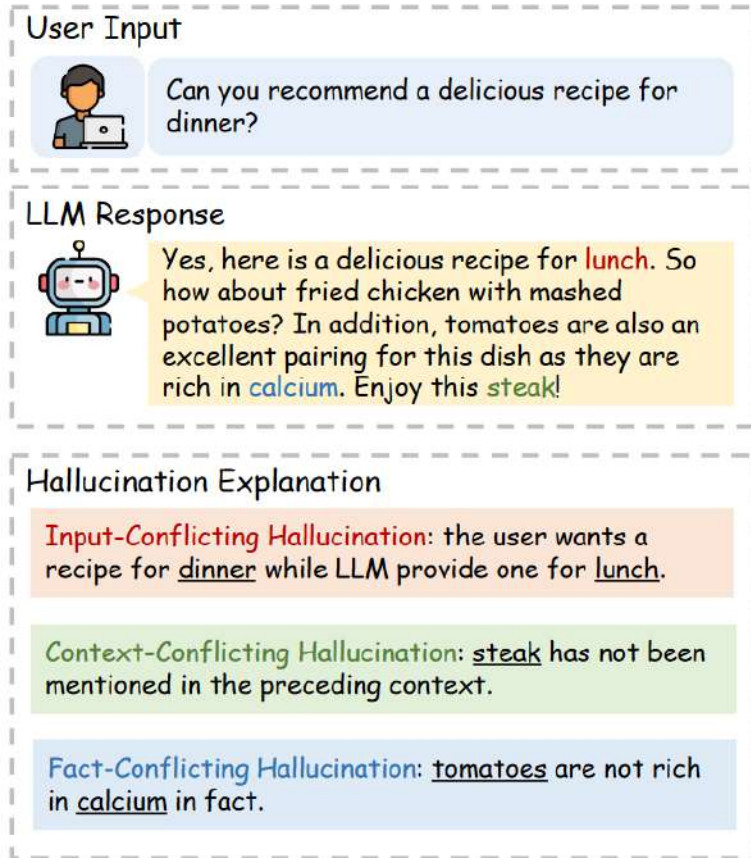 User Input
Can you recommend a delicious recipe for
dinner?
LLM Response
Yes, here is a delicious recipe for lunch. So
how about fried chicken with mashed
potatoes? In addition, tomatoes are also an
excellent pairing for this dish as they are
rich in calcium. Enjoy this steak!
Hallucination Explanation
Input-Conflicting Hallucination: the user wants a
recipe for dinner while LLM provide one for lunch.
Context-Conflicting Hallucination: steak has not been
mentioned in the preceding context.
Fact-Conflicting Hallucination: tomatoes are not rich
in calcium in fact.